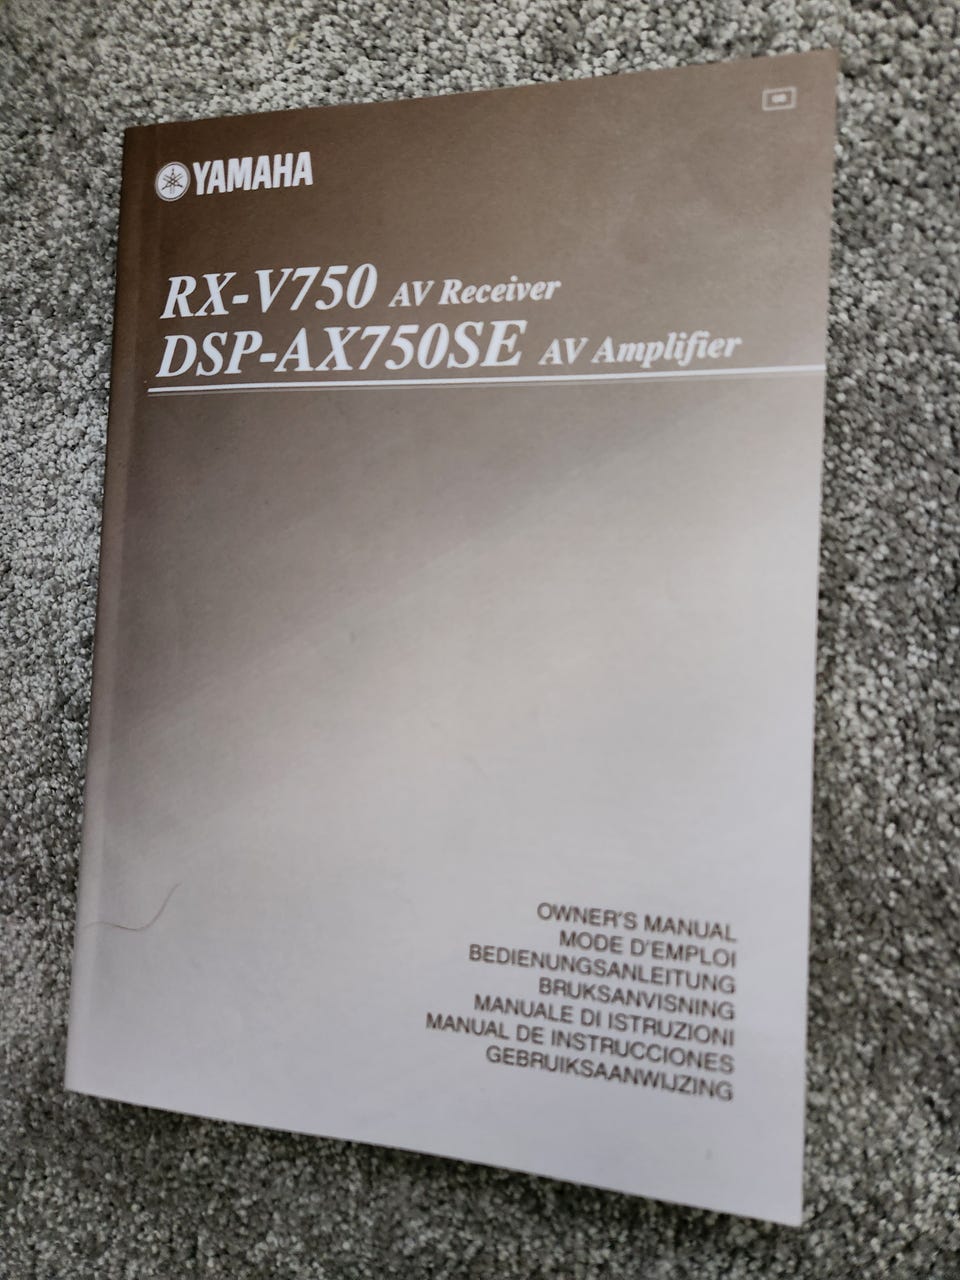 YAMAHA
RX-V750 AV Receiver
DSP-AX750SE AV Amplifier
OWNER'S MANUAL
MODE D'EMPLOI
BEDIENUNGSANLEITUNG
BRUKSANVISNING
MANUALE DI ISTRUZIONI
MANUAL DE INSTRUCCIONES
GEBRUIKSAANWIJZING